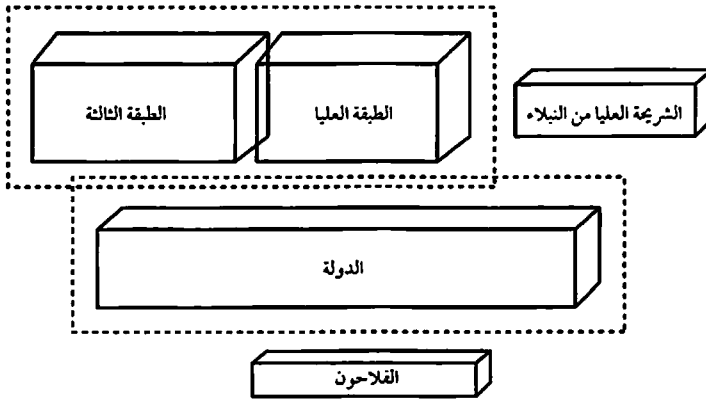 الشريحة العليا من النبلاء
الطبقة العليا
الطبقة الثالثة
الدولة
الفلاحون